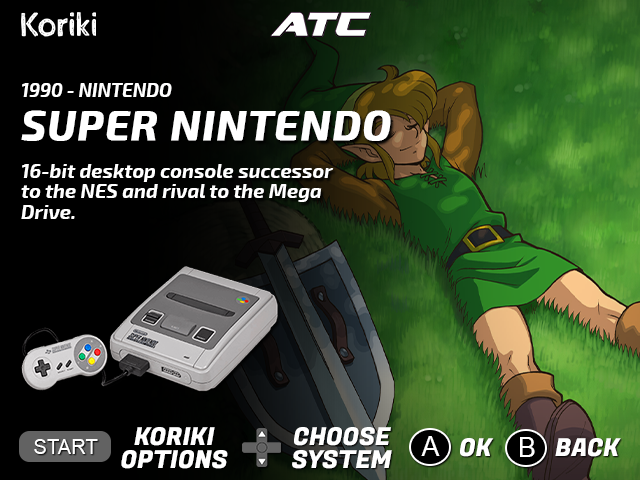 Koriki
ATC
1990 - NINTENDO
SUPER NINTENDO
16-bit desktop console successor
to the NES and rival to the Mega
Drive.
START
KORIKI
OPTIONS
CHOOSE
SYSTEM
A
OK
B
BACK